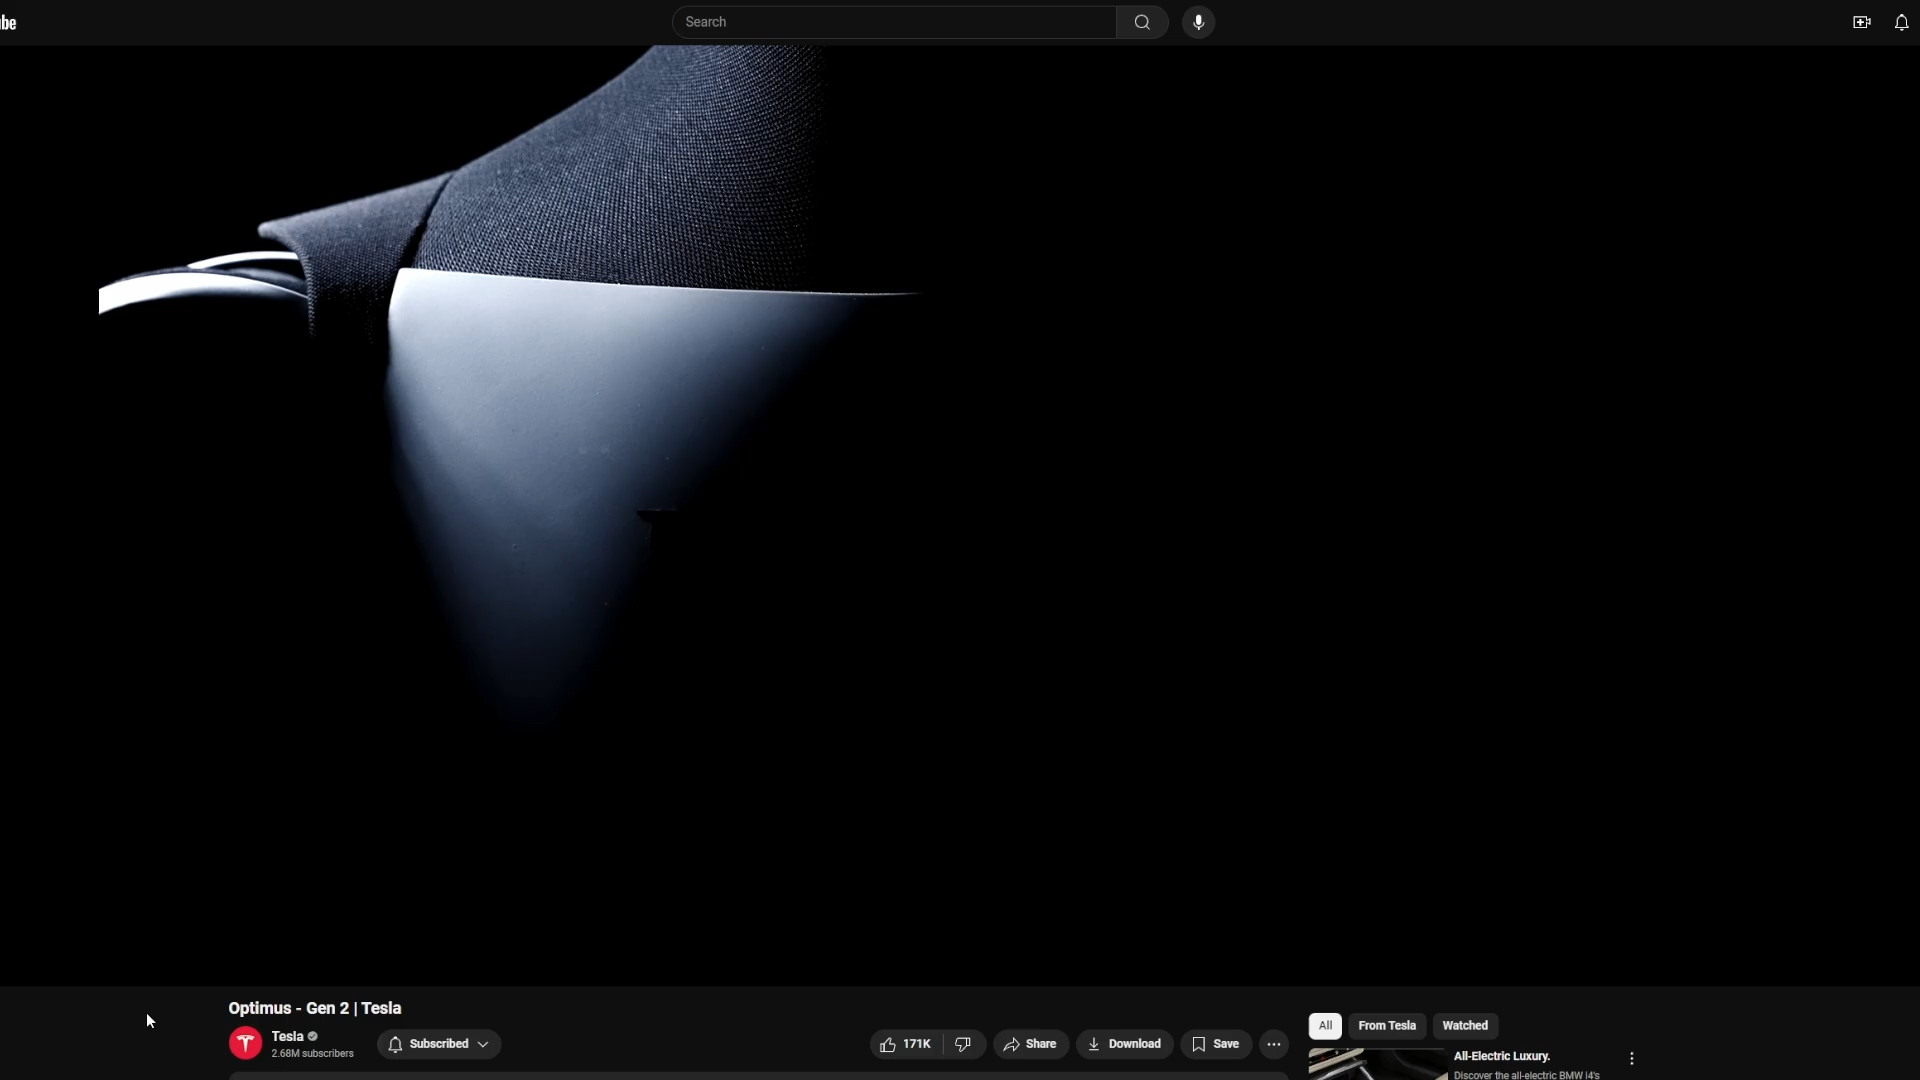 be
Search
Optimus - Gen 2 | Tesla
Tesla
2.68M subscribers
Subscribed
171K
Share
Download
Save
All
From Tesla
Watched
All-Electric Luxury.
Discover the all-electric BMW i4's